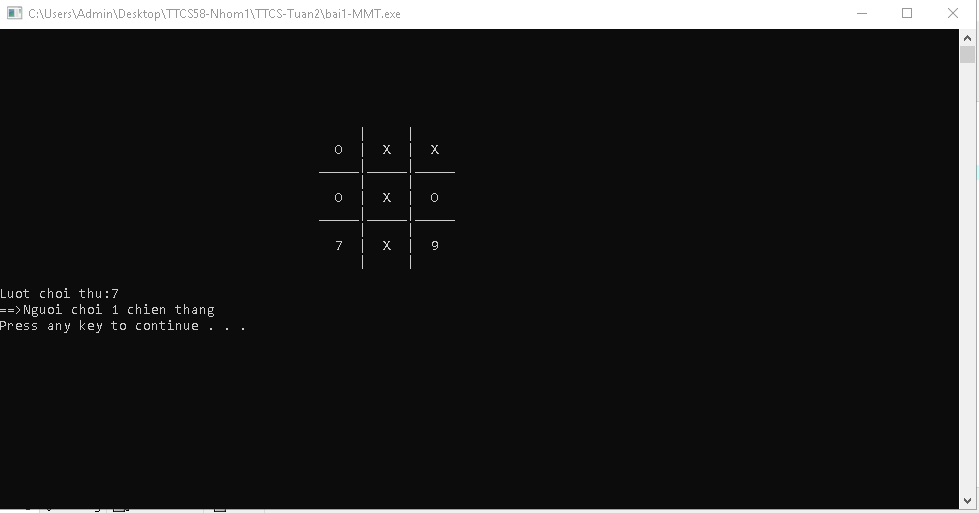 C:\Users\Admin\Desktop\TTCS58-Nhom1\TTCS-Tuan2\bai1-MMT.exe
O | X | X
O | X | O
7 | X | 9
Luot choi thu:7
==>Nguoi choi 1 chien thang
Press any key to continue . . .